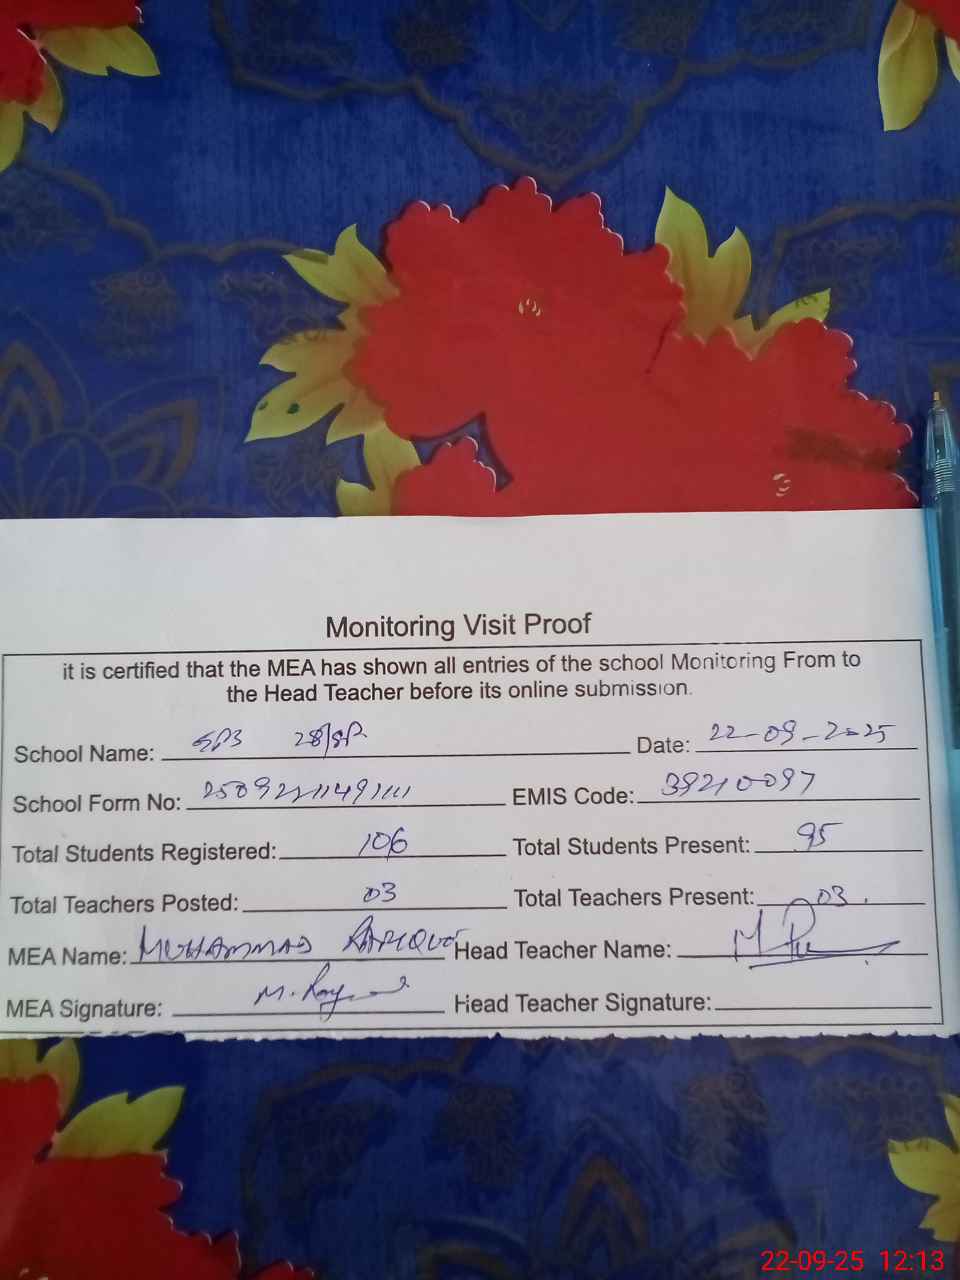 Monitoring Visit Proof
it is certified that the MEA has shown all entries of the school Monitoring From to
the Head Teacher before its online submission.
School Name: GPS 28/SP Date: 22-09-2025
School Form No: EMIS Code: 39210097
Total Students Registered: 106 Total Students Present: 95
Total Teachers Posted: 03 Total Teachers Present: 03.
MEA Name: MUHAMMAD Head Teacher Name:
MEA Signature: Head Teacher Signature:
22-09-25 12:13